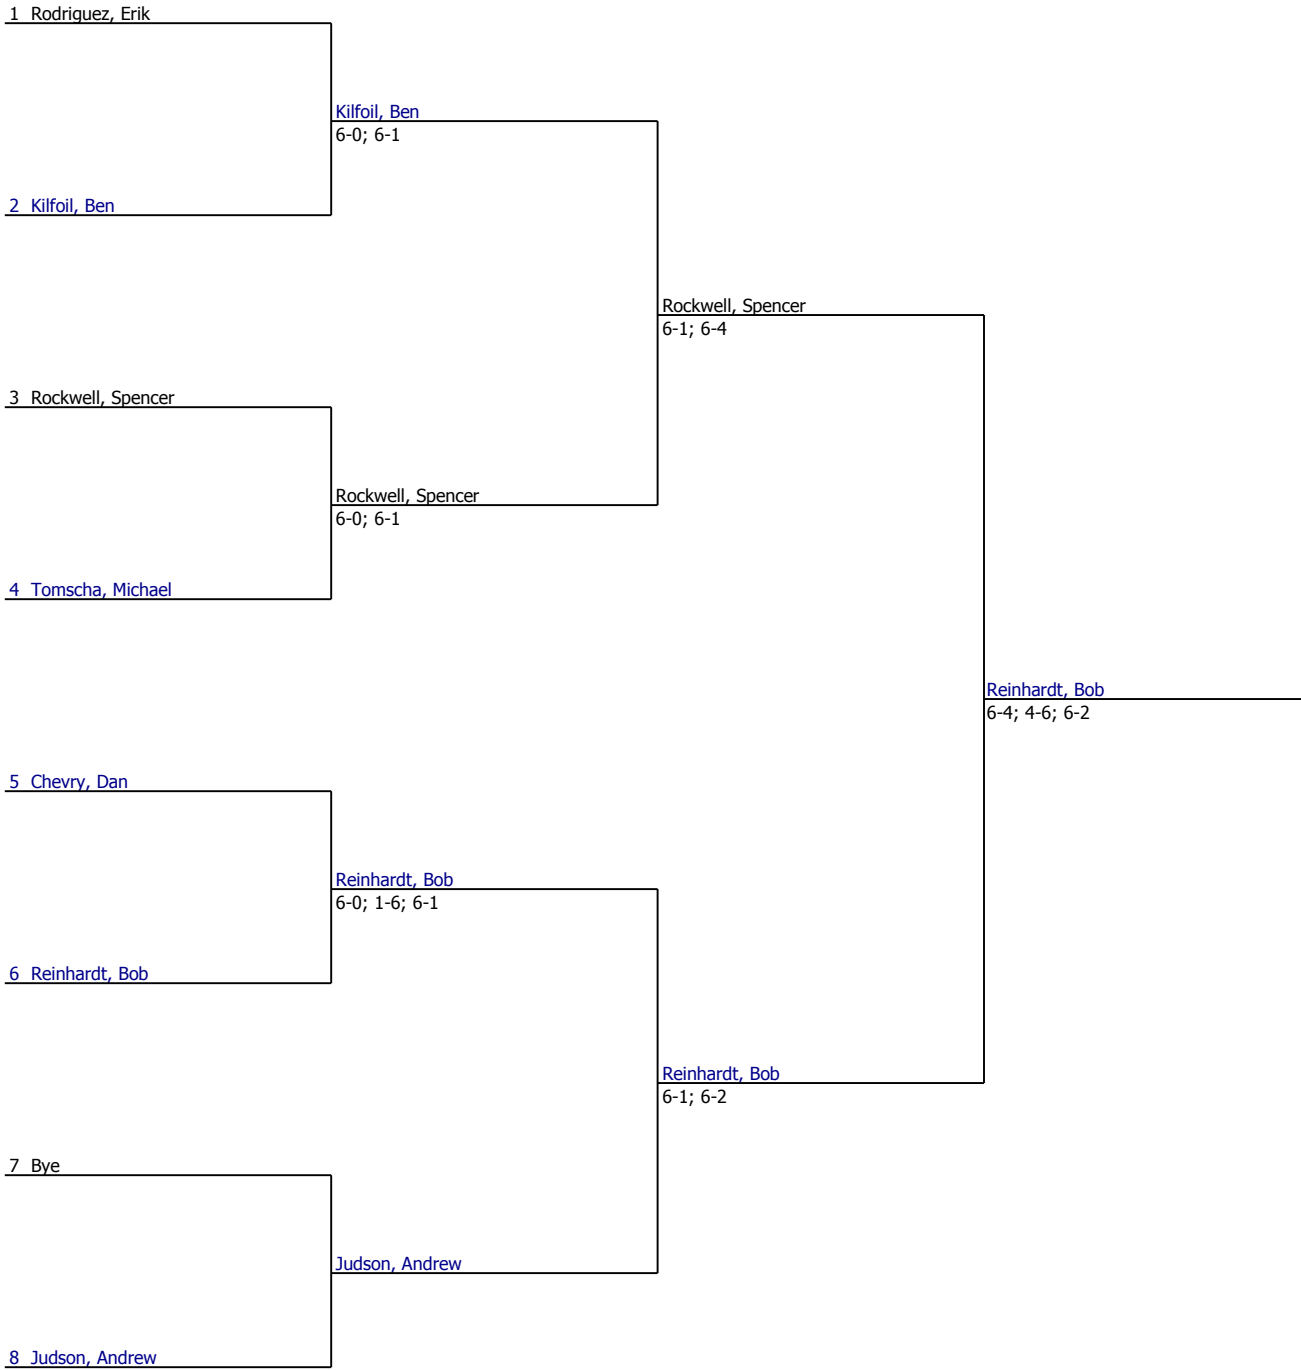 1 Rodriguez, Erik
Kilfoil, Ben
6-0; 6-1
2 Kilfoil, Ben
Rockwell, Spencer
6-1; 6-4
3 Rockwell, Spencer
Rockwell, Spencer
6-0; 6-1
4 Tomscha, Michael
Reinhardt, Bob
6-4; 4-6; 6-2
5 Chevry, Dan
Reinhardt, Bob
6-0; 1-6; 6-1
6 Reinhardt, Bob
Reinhardt, Bob
6-1; 6-2
7 Bye
Judson, Andrew
8 Judson, Andrew